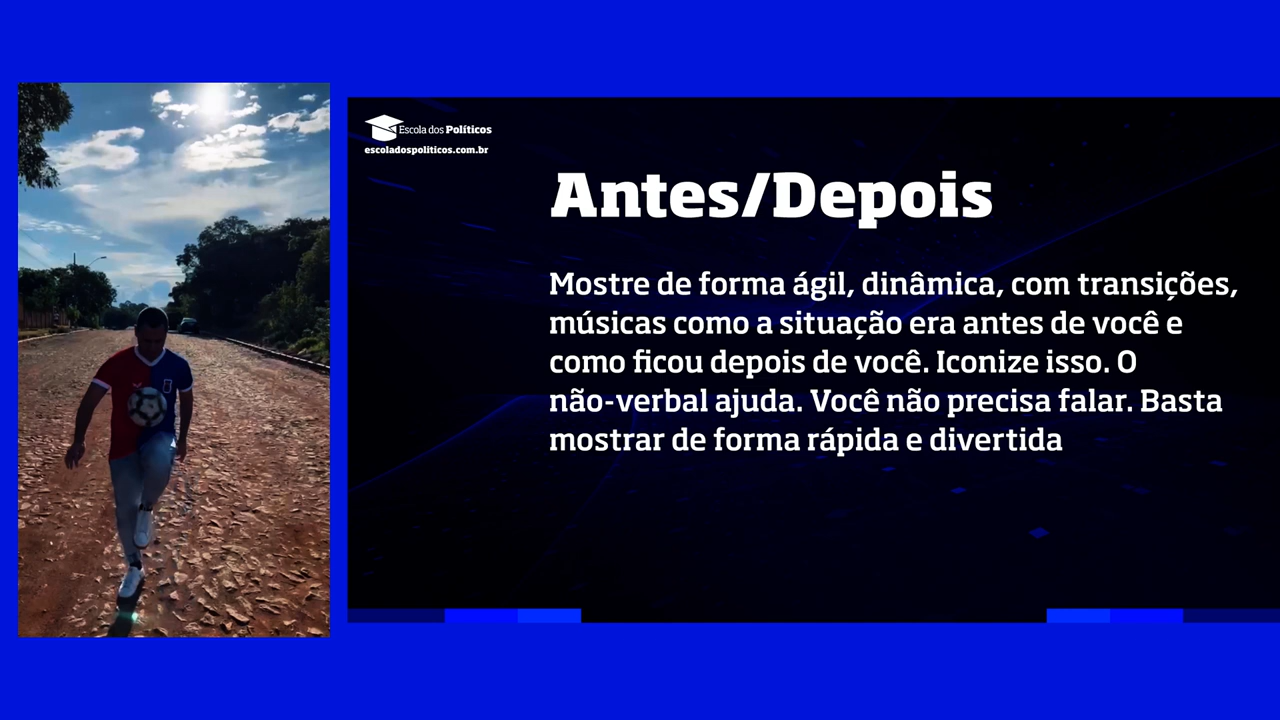 Escola dos Políticos
escoladospoliticos.com.br
Antes/Depois
Mostre de forma ágil, dinâmica, com transições,
músicas como a situação era antes de você e
como ficou depois de você. Iconize isso. O
não-verbal ajuda. Você não precisa falar. Basta
mostrar de forma rápida e divertida